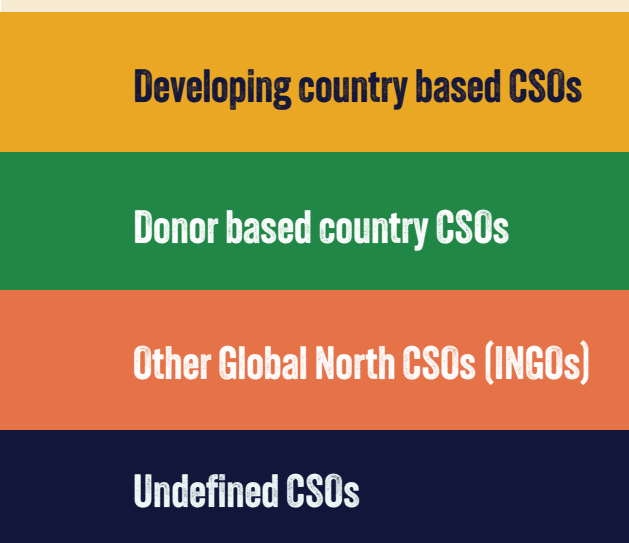 Developing country based CSOs
Donor based country CSOs
Other Global North CSOs (INGOs)
Undefined CSOs